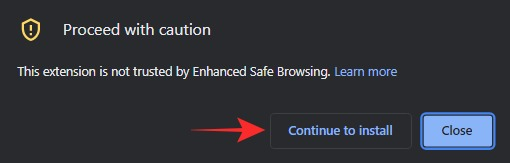 Proceed with caution
This extension is not trusted by Enhanced Safe Browsing. Learn more
Continue to install
Close